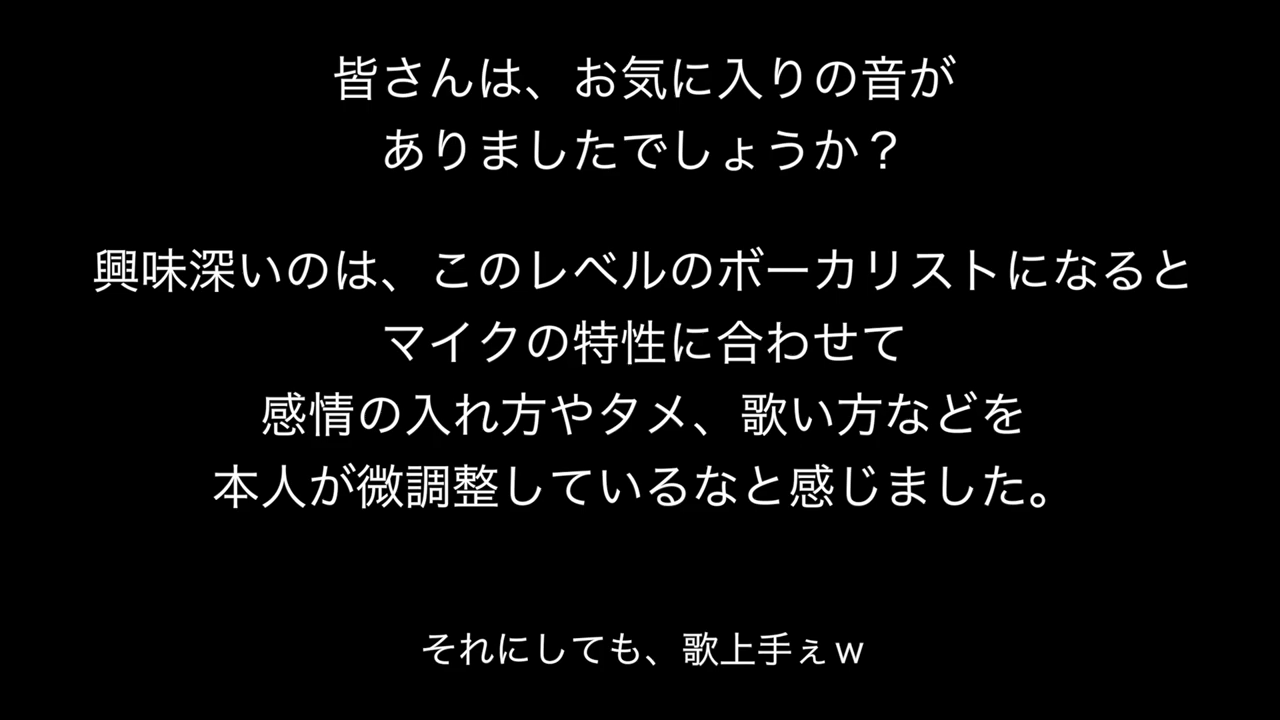 皆さんは、お気に入りの音が
ありましたでしょうか？
興味深いのは、このレベルのボーカリストになると
マイクの特性に合わせて
感情の入れ方やタメ、歌い方などを
本人が微調整しているなと感じました。
それにしても、歌上手ぇｗ